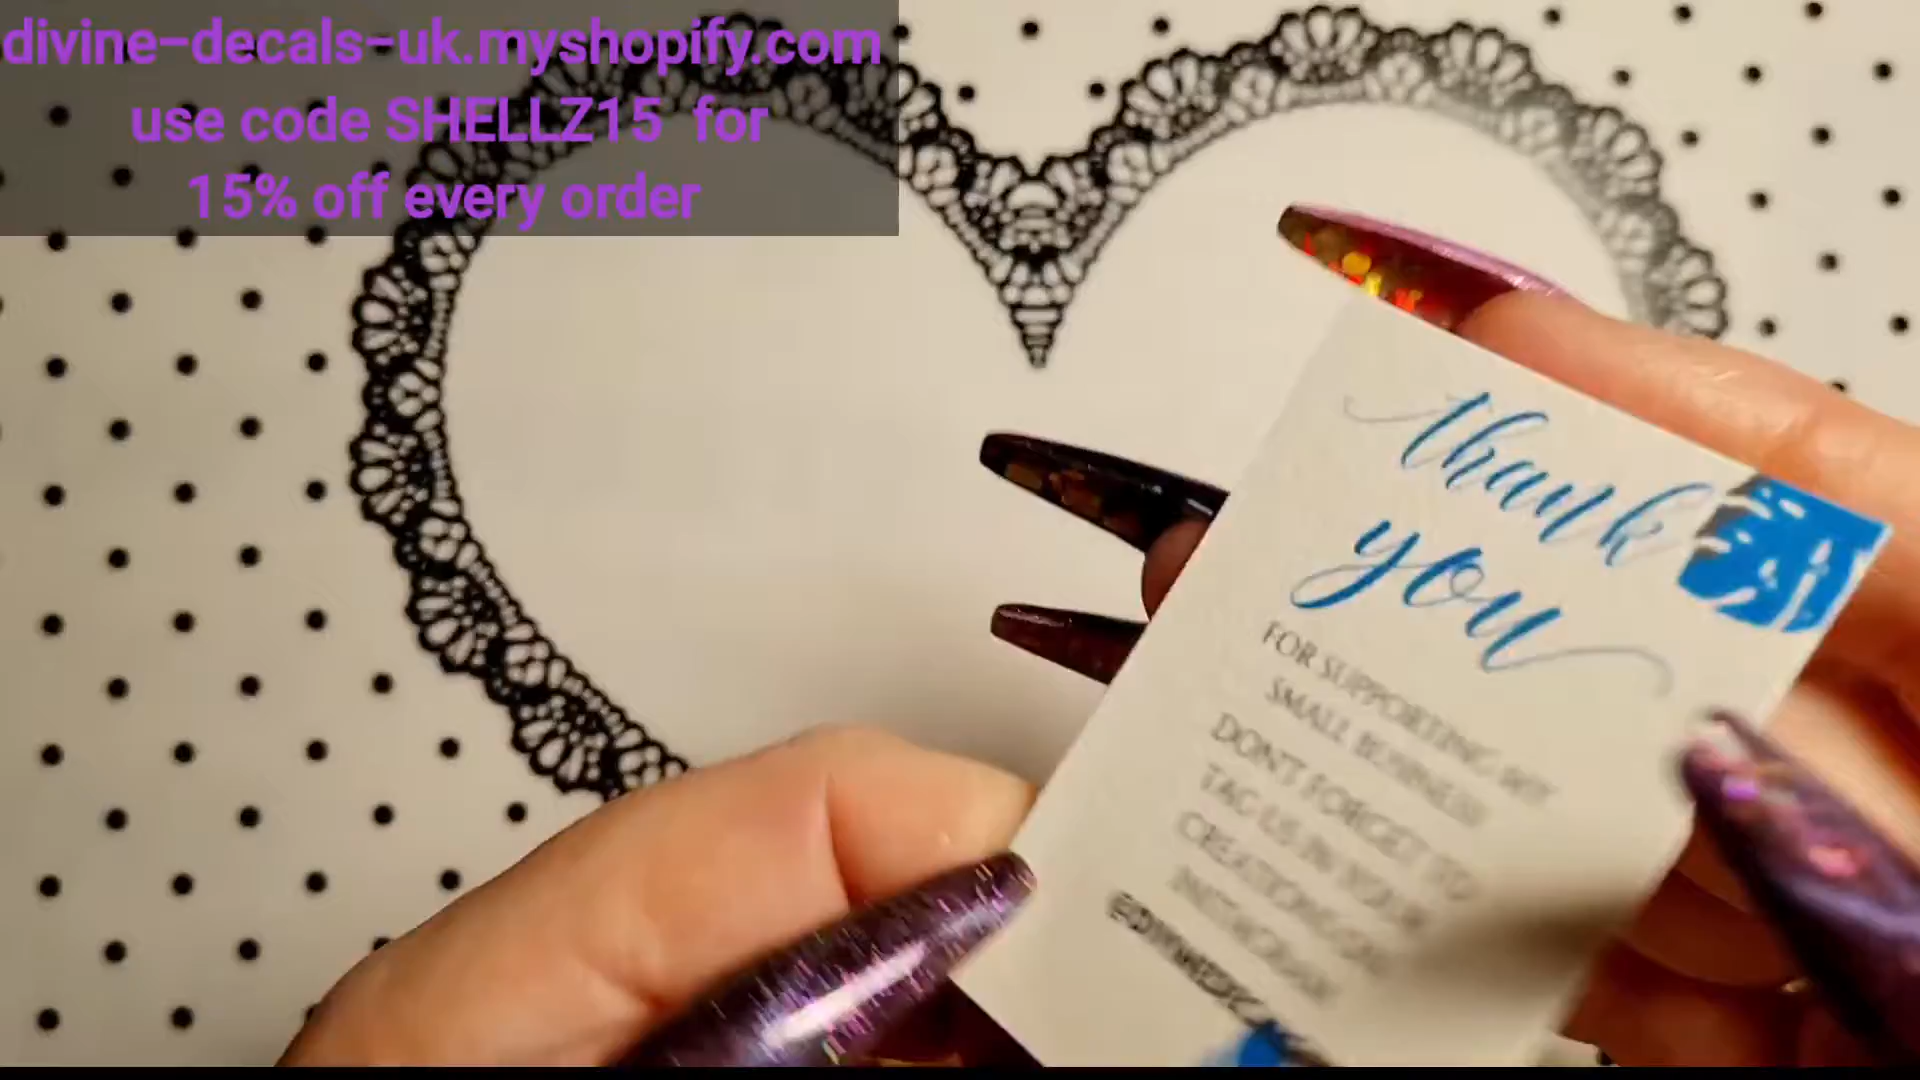 divine-decals-uk.myshopify.com
use code SHELLZ15 for
15% off every order
thank
you
FOR SUPPORTING MY
SMALL BUSINESS
DON'T FORGET TO
TAG US IN YOUR
CREATIONS ON
INSTAGRAM